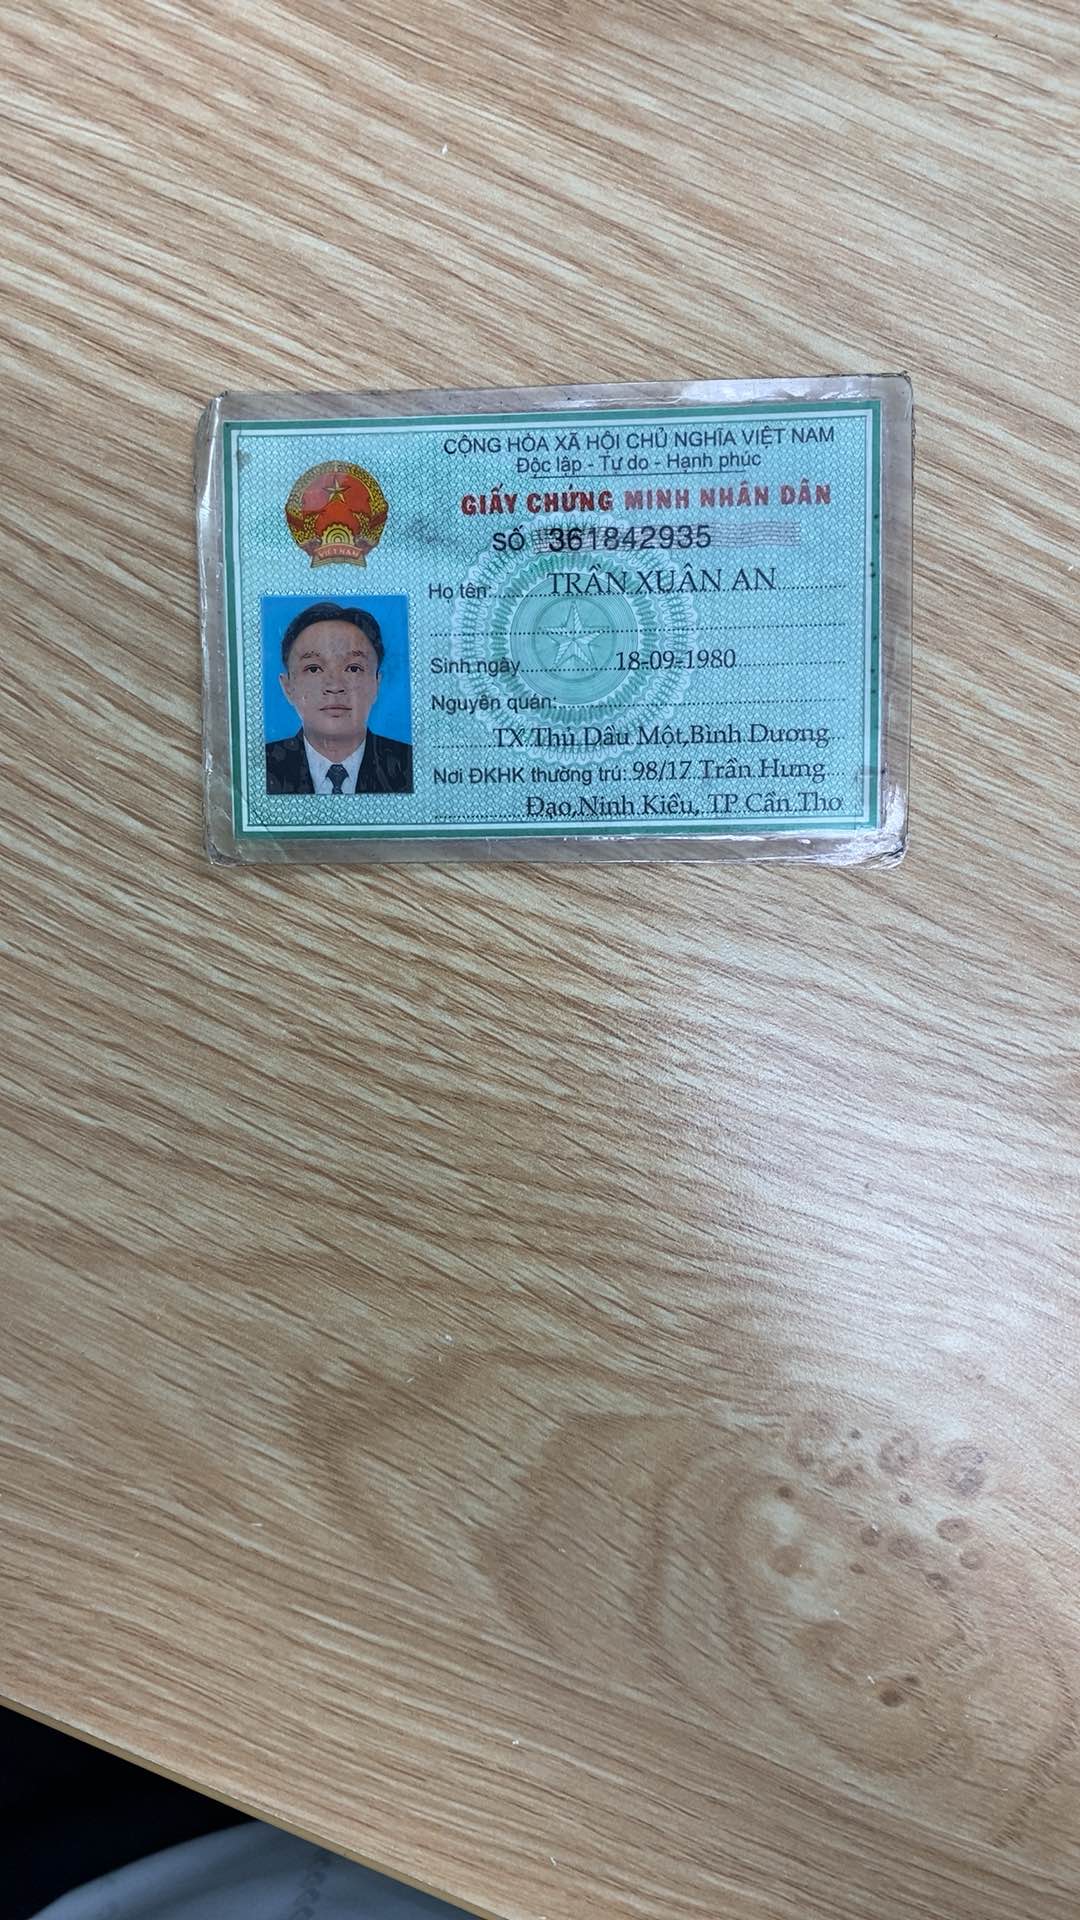 CỘNG HÒA XÃ HỘI CHỦ NGHĨA VIỆT NAM
Độc lập - Tự do - Hạnh phúc
GIẤY CHỨNG MINH NHÂN DÂN
SỐ 361842935
VIỆT NAM
Họ tên: TRẦN XUÂN AN
Sinh ngày 18-09-1980
Nguyên quán:
TX.Thủ Dầu Một,Bình Dương
Nơi ĐKHK thường trú: 98/17 Trần Hưng
Đạo,Ninh Kiều, TP Cần Thơ